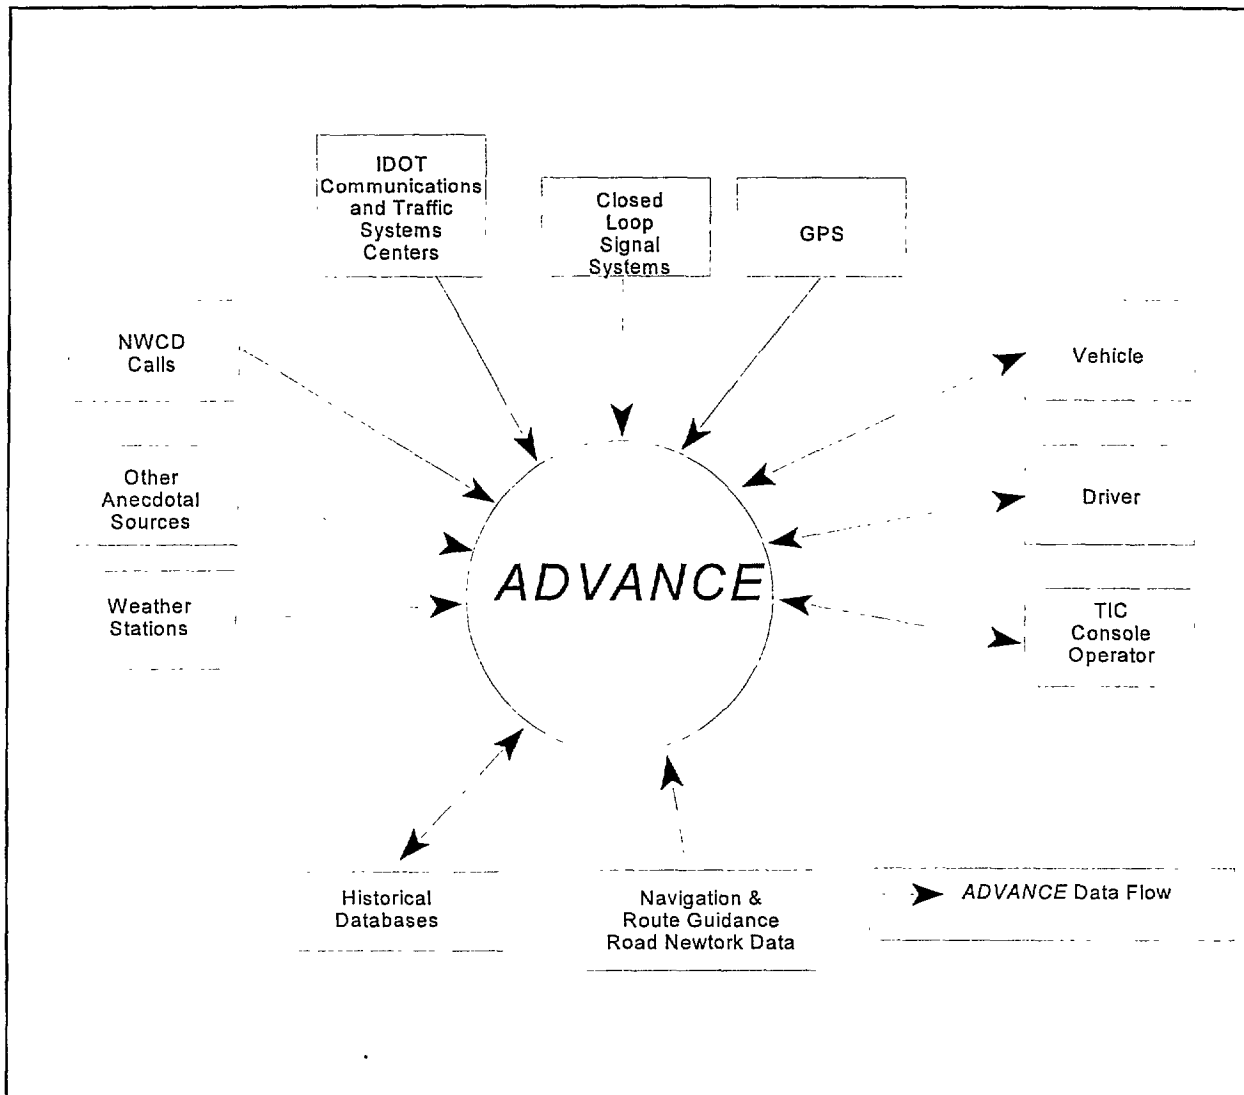 IDOT
Communications
and Traffic
Systems
Centers
Closed
Loop
Signal
Systems
GPS
NWCD
Calls
Vehicle
Other
Anecdotal
Sources
Driver
ADVANCE
Weather
Stations
TIC
Console
Operator
Historical
Databases
Navigation &
Route Guidance
Road Newtork Data
ADVANCE Data Flow